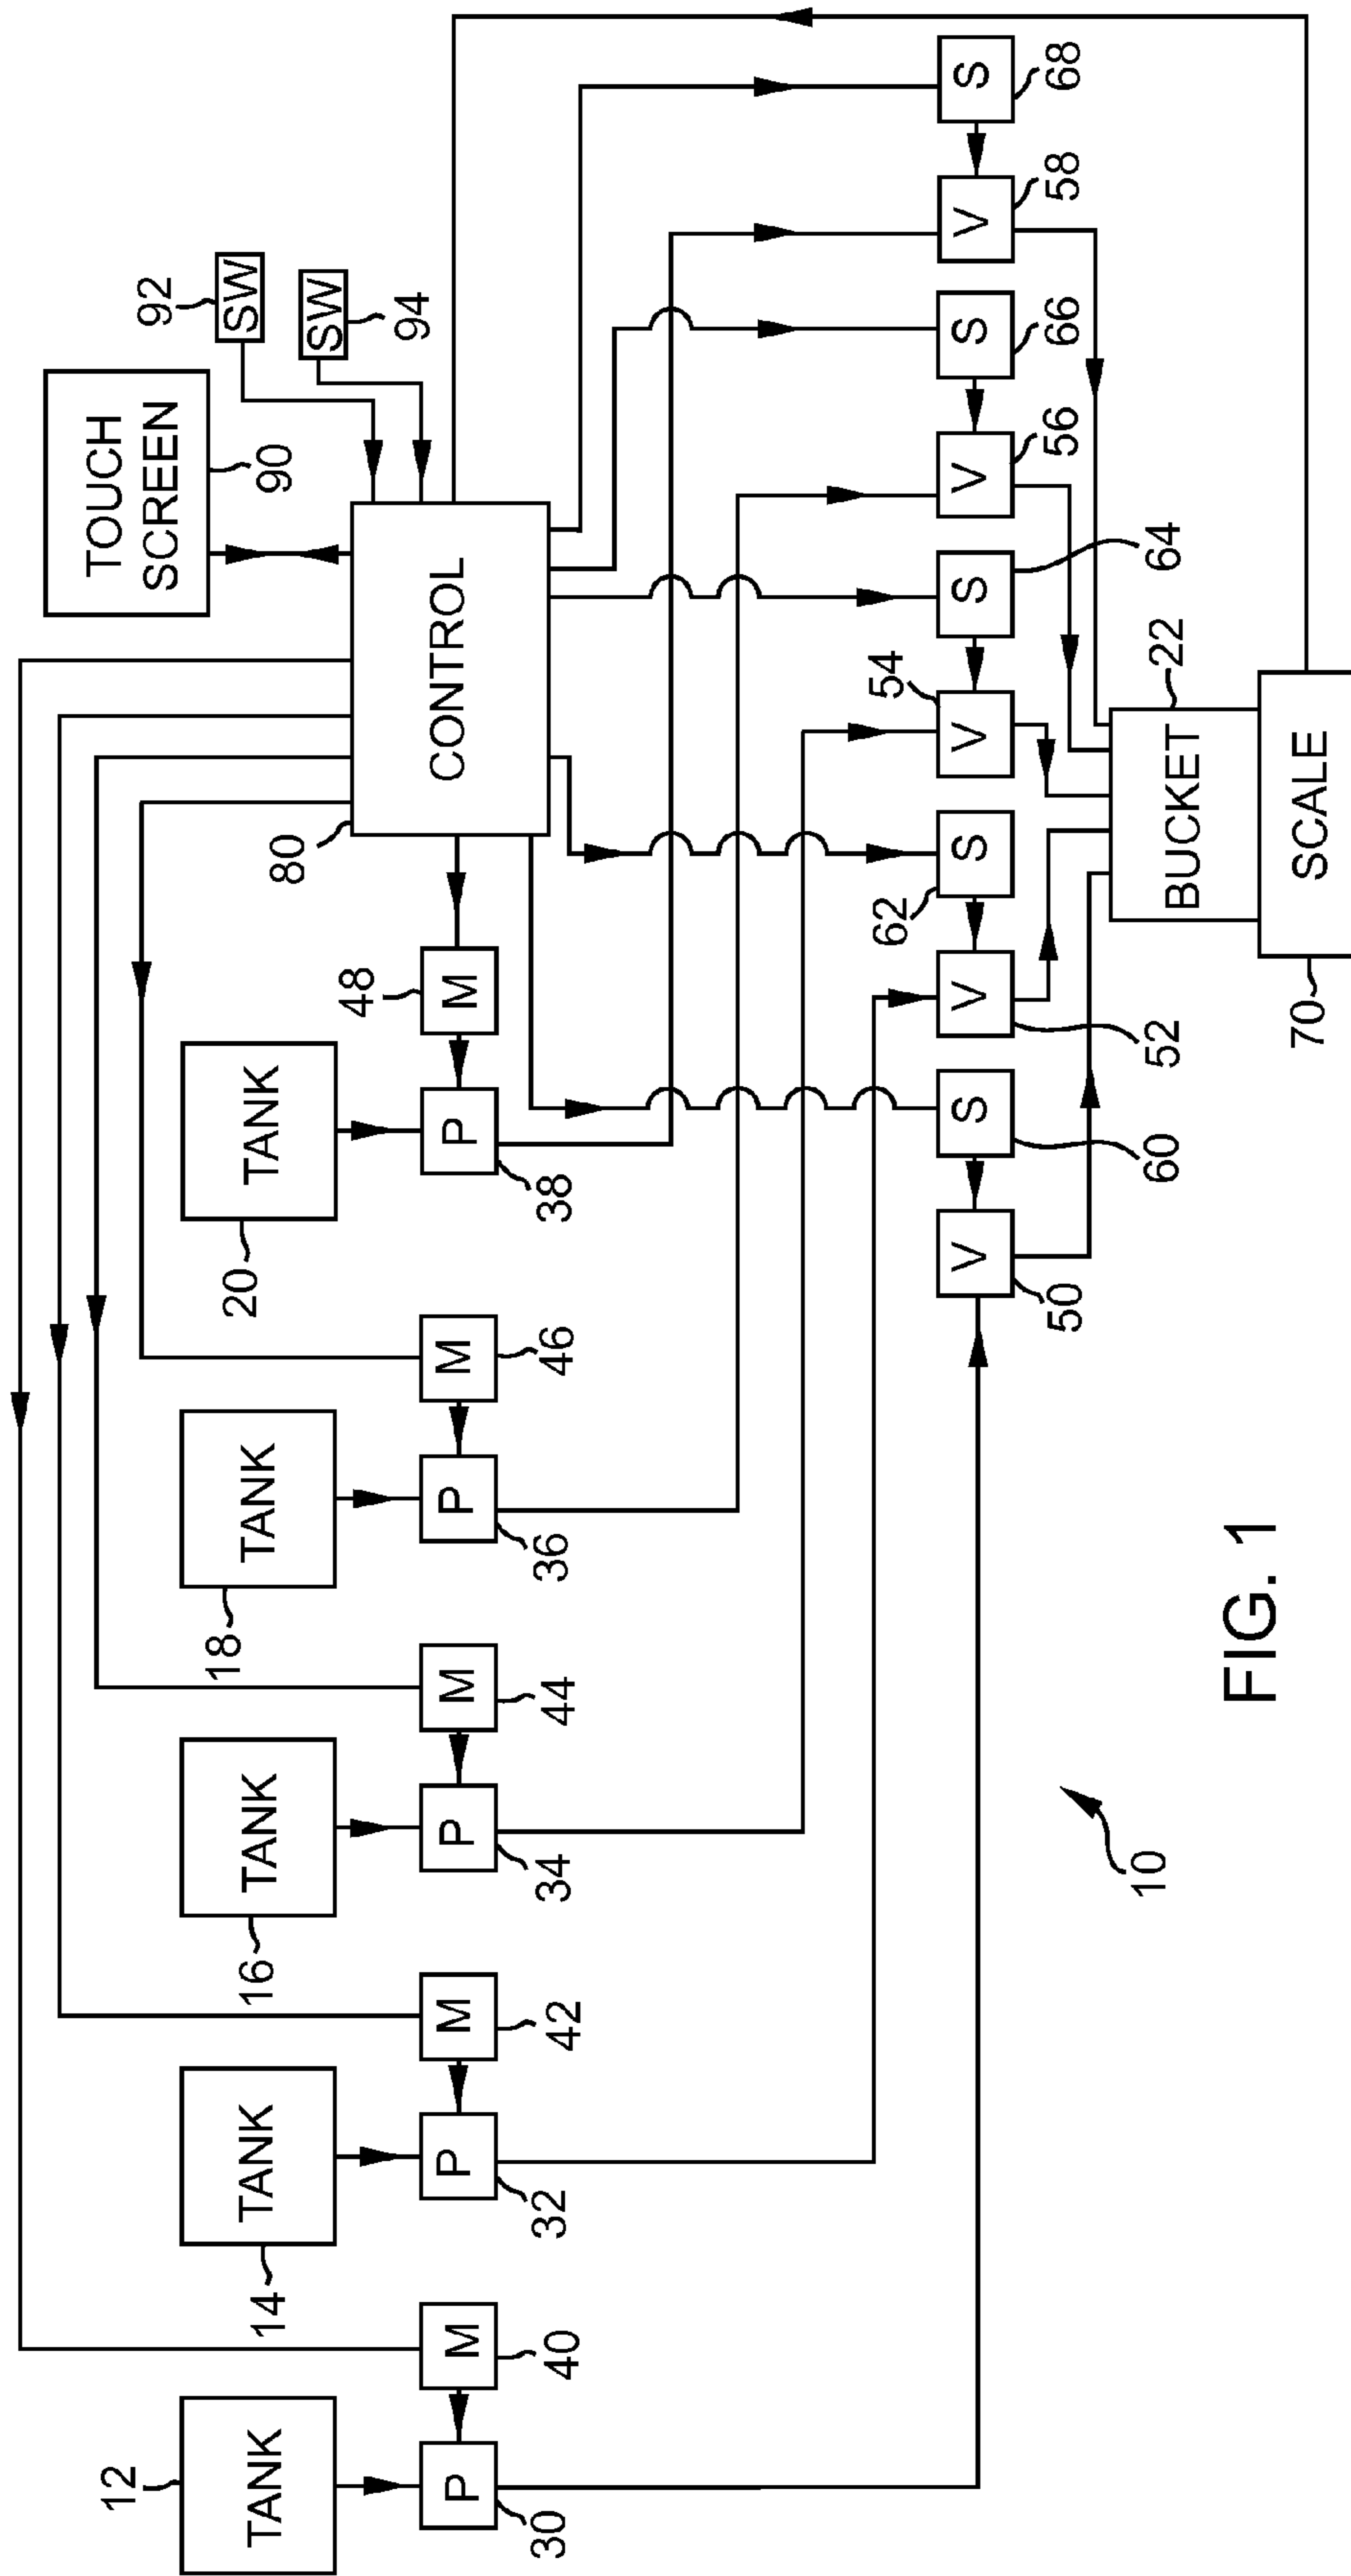 92
SW
SW
94
TOUCH
SCREEN
90
CONTROL
80
12
TANK
14
TANK
16
TANK
18
TANK
20
TANK
M
48
P
38
M
46
P
36
M
44
P
34
M
42
P
32
M
40
P
30
V
50
S
60
V
52
S
62
V
54
S
64
V
56
S
66
V
58
S
68
BUCKET
22
SCALE
70
10
FIG. 1